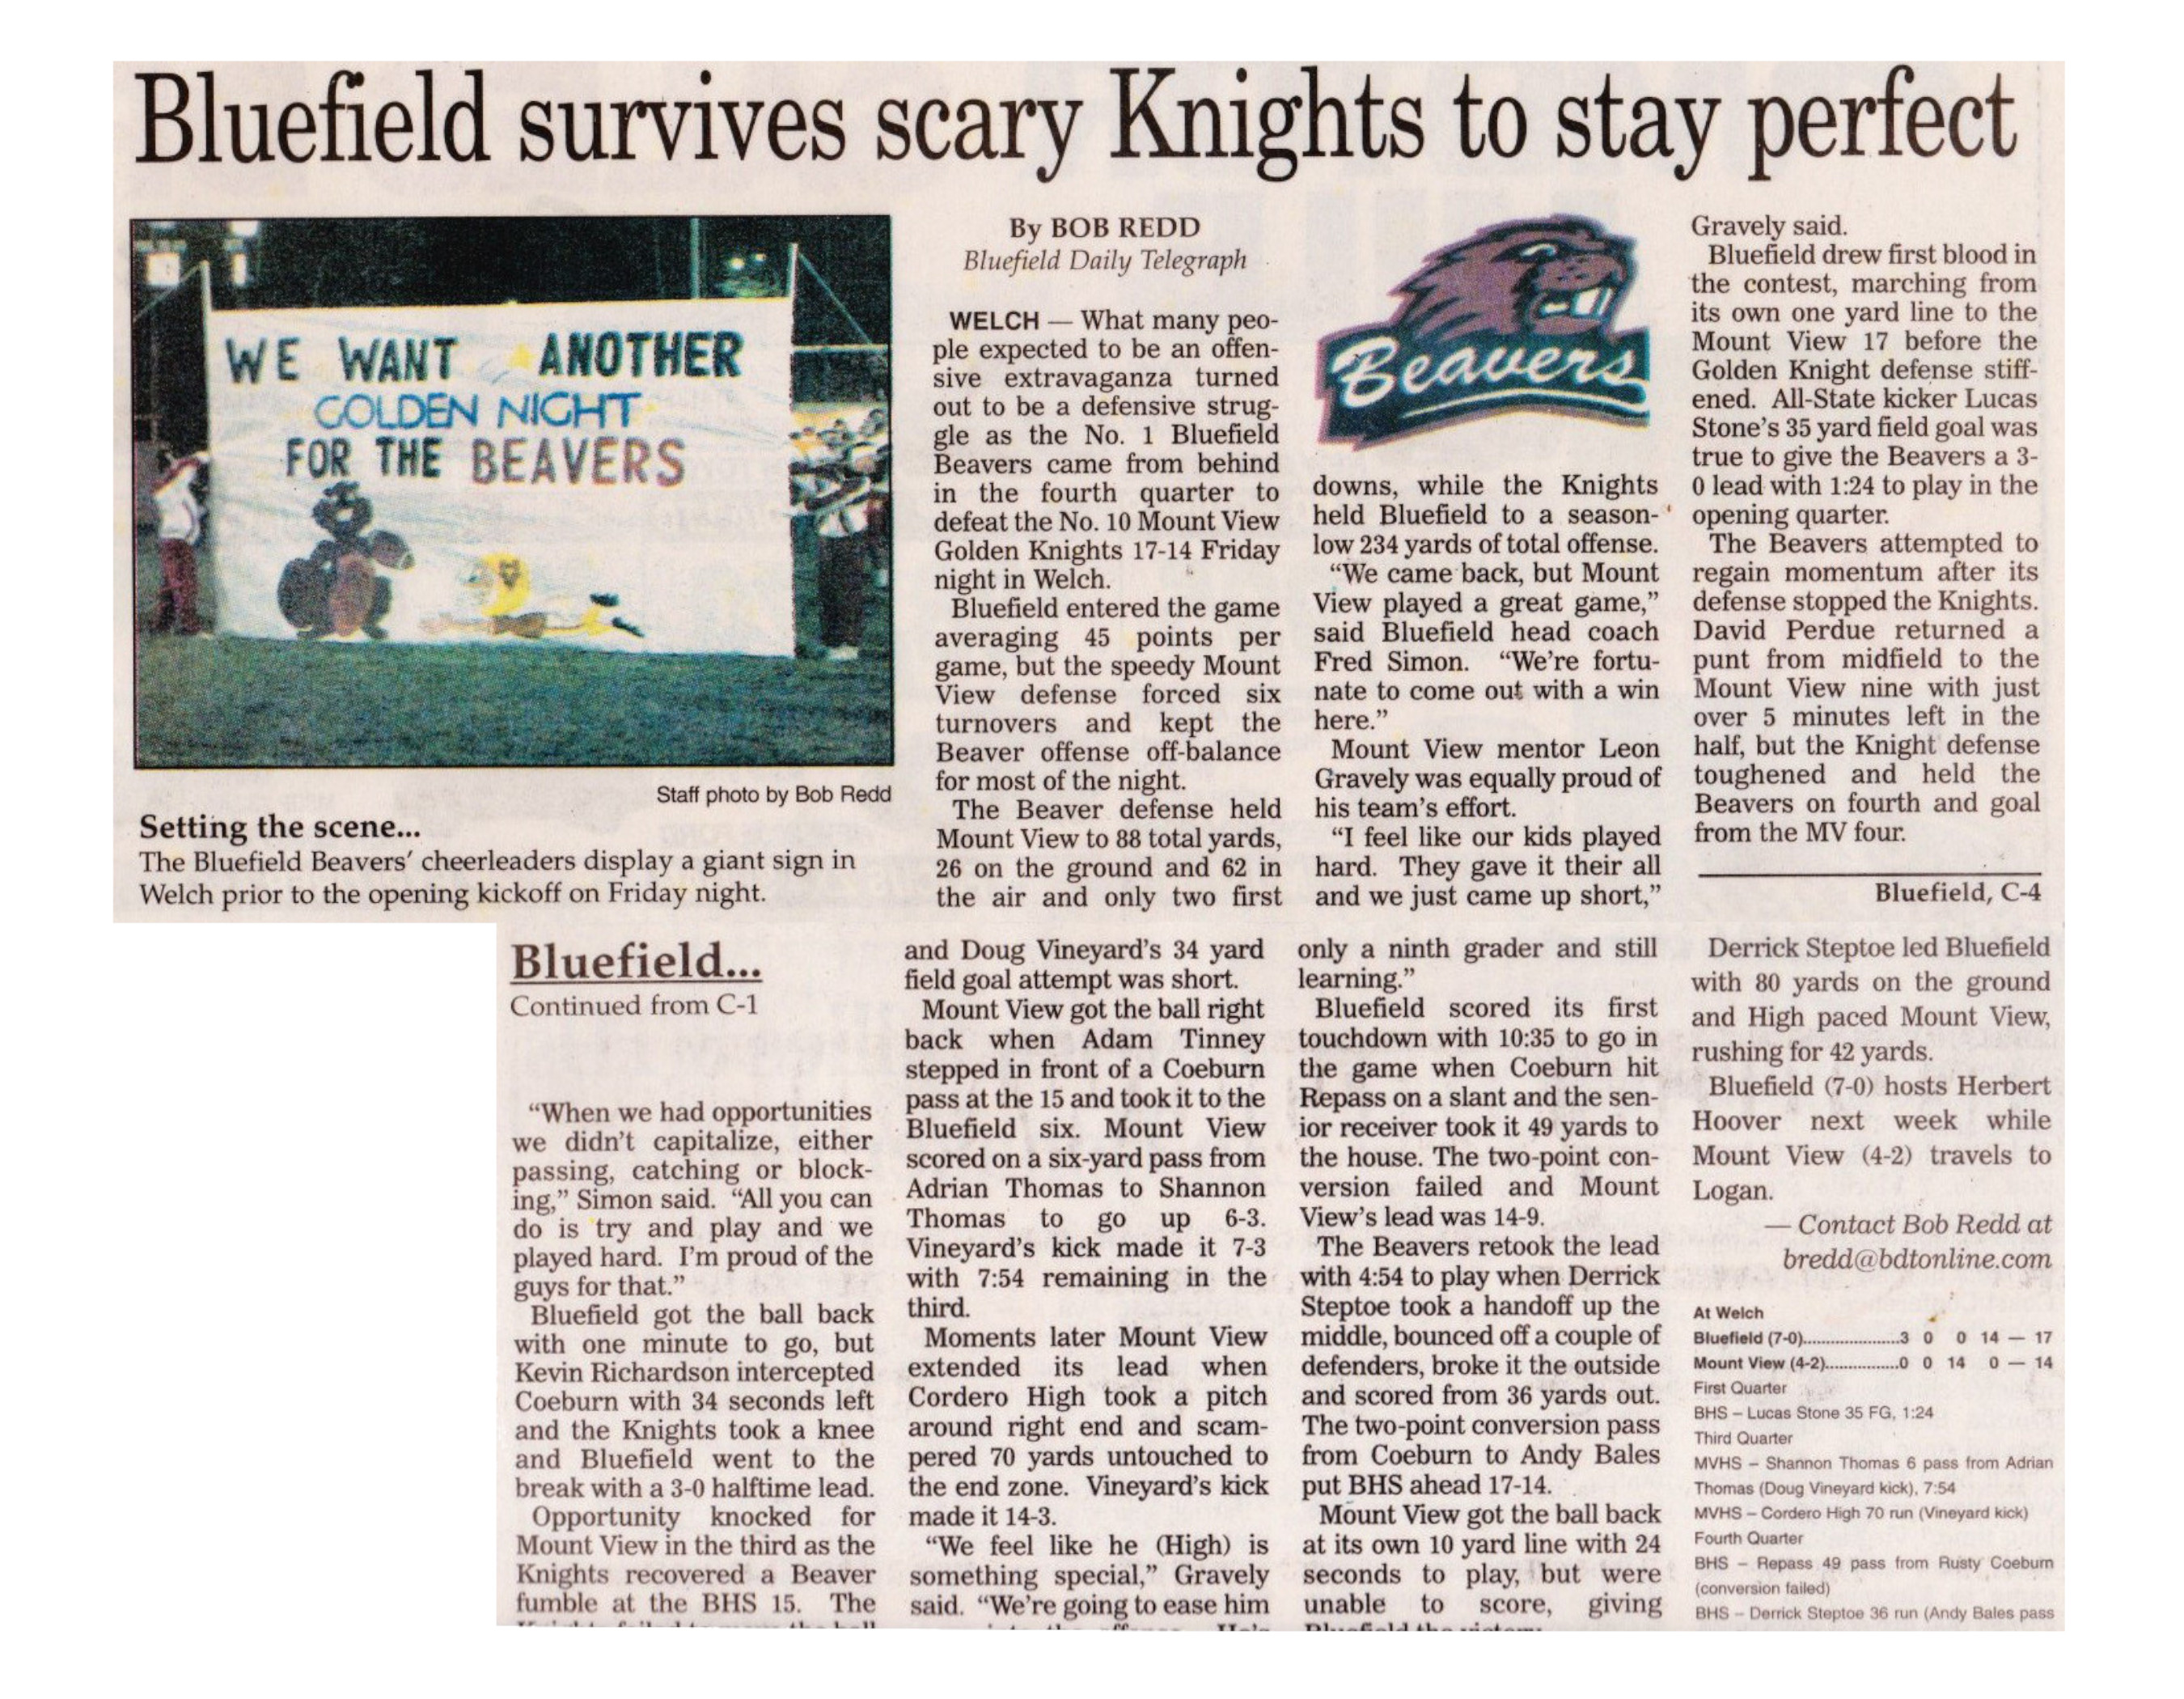 Bluefield survives scary Knights to stay perfect
WE WANT ANOTHER
GOLDEN NIGHT
FOR THE BEAVERS
Staff photo by Bob Redd
Setting the scene...
The Bluefield Beavers' cheerleaders display a giant sign in
Welch prior to the opening kickoff on Friday night.
By BOB REDD
Bluefield Daily Telegraph
WELCH — What many peo-
ple expected to be an offen-
sive extravaganza turned
out to be a defensive strug-
gle as the No. 1 Bluefield
Beavers came from behind
in the fourth quarter to
defeat the No. 10 Mount View
Golden Knights 17-14 Friday
night in Welch.
Bluefield entered the game
averaging 45 points per
game, but the speedy Mount
View defense forced six
turnovers and kept the
Beaver offense off-balance
for most of the night.
The Beaver defense held
Mount View to 88 total yards,
26 on the ground and 62 in
the air and only two first
Beavers
downs, while the Knights
held Bluefield to a season-
low 234 yards of total offense.
"We came back, but Mount
View played a great game,"
said Bluefield head coach
Fred Simon. "We're fortu-
nate to come out with a win
here."
Mount View mentor Leon
Gravely was equally proud of
his team's effort.
"I feel like our kids played
hard. They gave it their all
and we just came up short,"
Gravely said.
Bluefield drew first blood in
the contest, marching from
its own one yard line to the
Mount View 17 before the
Golden Knight defense stiff-
ened. All-State kicker Lucas
Stone's 35 yard field goal was
true to give the Beavers a 3-
0 lead with 1:24 to play in the
opening quarter.
The Beavers attempted to
regain momentum after its
defense stopped the Knights.
David Perdue returned a
punt from midfield to the
Mount View nine with just
over 5 minutes left in the
half, but the Knight defense
toughened and held the
Beavers on fourth and goal
from the MV four.
Bluefield, C-4
Bluefield...
Continued from C-1
"When we had opportunities
we didn't capitalize, either
passing, catching or block-
ing," Simon said. "All you can
do is try and play and we
played hard. I'm proud of the
guys for that."
Bluefield got the ball back
with one minute to go, but
Kevin Richardson intercepted
Coeburn with 34 seconds left
and the Knights took a knee
and Bluefield went to the
break with a 3-0 halftime lead.
Opportunity knocked for
Mount View in the third as the
Knights recovered a Beaver
fumble at the BHS 15. The
and Doug Vineyard's 34 yard
field goal attempt was short.
Mount View got the ball right
back when Adam Tinney
stepped in front of a Coeburn
pass at the 15 and took it to the
Bluefield six. Mount View
scored on a six-yard pass from
Adrian Thomas to Shannon
Thomas to go up 6-3.
Vineyard's kick made it 7-3
with 7:54 remaining in the
third.
Moments later Mount View
extended its lead when
Cordero High took a pitch
around right end and scam-
pered 70 yards untouched to
the end zone. Vineyard's kick
made it 14-3.
"We feel like he (High) is
something special," Gravely
said. "We're going to ease him
only a ninth grader and still
learning."
Bluefield scored its first
touchdown with 10:35 to go in
the game when Coeburn hit
Repass on a slant and the sen-
ior receiver took it 49 yards to
the house. The two-point con-
version failed and Mount
View's lead was 14-9.
The Beavers retook the lead
with 4:54 to play when Derrick
Steptoe took a handoff up the
middle, bounced off a couple of
defenders, broke it the outside
and scored from 36 yards out.
The two-point conversion pass
from Coeburn to Andy Bales
put BHS ahead 17-14.
Mount View got the ball back
at its own 10 yard line with 24
seconds to play, but were
unable to score, giving
Bluefield the victory.
Derrick Steptoe led Bluefield
with 80 yards on the ground
and High paced Mount View,
rushing for 42 yards.
Bluefield (7-0) hosts Herbert
Hoover next week while
Mount View (4-2) travels to
Logan.
— Contact Bob Redd at
bredd@bdtonline.com
At Welch
Bluefield (7-0)....................3 0 0 14 — 17
Mount View (4-2)...............0 0 14 0 — 14
First Quarter
BHS – Lucas Stone 35 FG, 1:24
Third Quarter
MVHS – Shannon Thomas 6 pass from Adrian
Thomas (Doug Vineyard kick), 7:54
MVHS – Cordero High 70 run (Vineyard kick)
Fourth Quarter
BHS – Repass 49 pass from Rusty Coeburn
(conversion failed)
BHS – Derrick Steptoe 36 run (Andy Bales pass